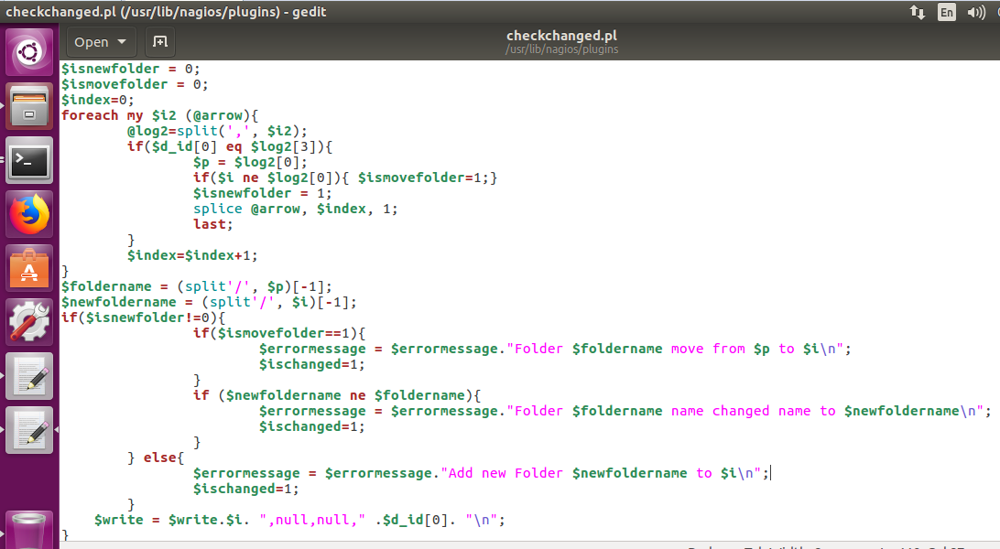 checkchanged.pl (/usr/lib/nagios/plugins) - gedit
En
Open
checkchanged.pl
/usr/lib/nagios/plugins
$isnewfolder = 0;
$ismovefolder = 0;
$index=0;
foreach my $i2 (@arrow){
@log2=split(',', $i2);
if($d_id[0] eq $log2[3]){
$p = $log2[0];
if($i ne $log2[0]){ $ismovefolder=1;}
$isnewfolder = 1;
splice @arrow, $index, 1;
last;
}
$index=$index+1;
}
$foldername = (split'/', $p)[-1];
$newfoldername = (split'/', $i)[-1];
if($isnewfolder!=0){
if($ismovefolder==1){
$errormessage = $errormessage."Folder $foldername move from $p to $i\n";
$ischanged=1;
}
if ($newfoldername ne $foldername){
$errormessage = $errormessage."Folder $foldername name changed name to $newfoldername\n";
$ischanged=1;
}
} else{
$errormessage = $errormessage."Add new Folder $newfoldername to $i\n";
$ischanged=1;
}
$write = $write.$i. ",null,null," .$d_id[0]. "\n";
}